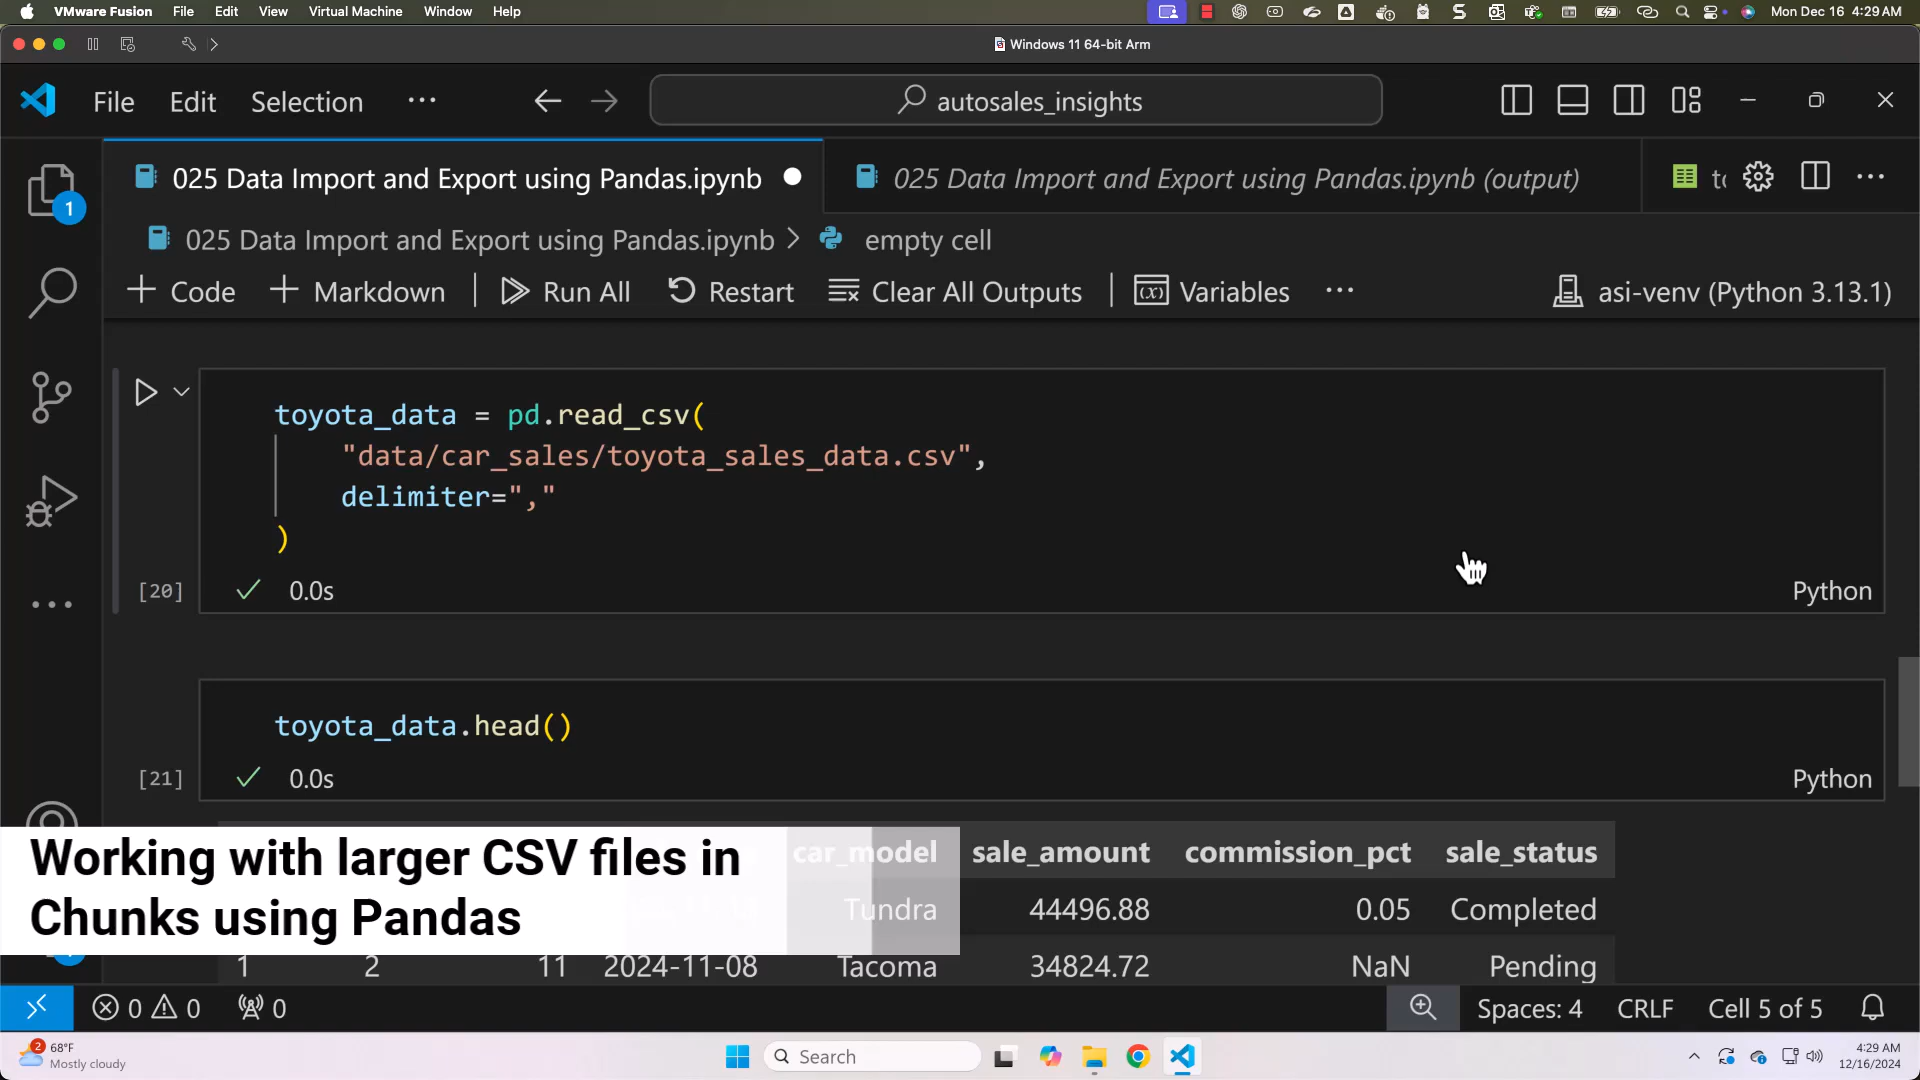 VMware Fusion File Edit View Virtual Machine Window Help Mon Dec 16 4:29 AM
Windows 11 64-bit Arm
File Edit Selection ... autosales_insights
025 Data Import and Export using Pandas.ipynb 025 Data Import and Export using Pandas.ipynb (output) to ...
025 Data Import and Export using Pandas.ipynb > empty cell
+ Code + Markdown Run All Restart Clear All Outputs Variables ... asi-venv (Python 3.13.1)
1
toyota_data = pd.read_csv(
"data/car_sales/toyota_sales_data.csv",
delimiter=","
)
[20] 0.0s Python
toyota_data.head()
[21] 0.0s Python
car_model sale_amount commission_pct sale_status
Tundra 44496.88 0.05 Completed
1 2 11 2024-11-08 Tacoma 34824.72 NaN Pending
Working with larger CSV files in
Chunks using Pandas
0 0 0 Spaces: 4 CRLF Cell 5 of 5
2 68°F
Mostly cloudy
Search
4:29 AM
12/16/2024